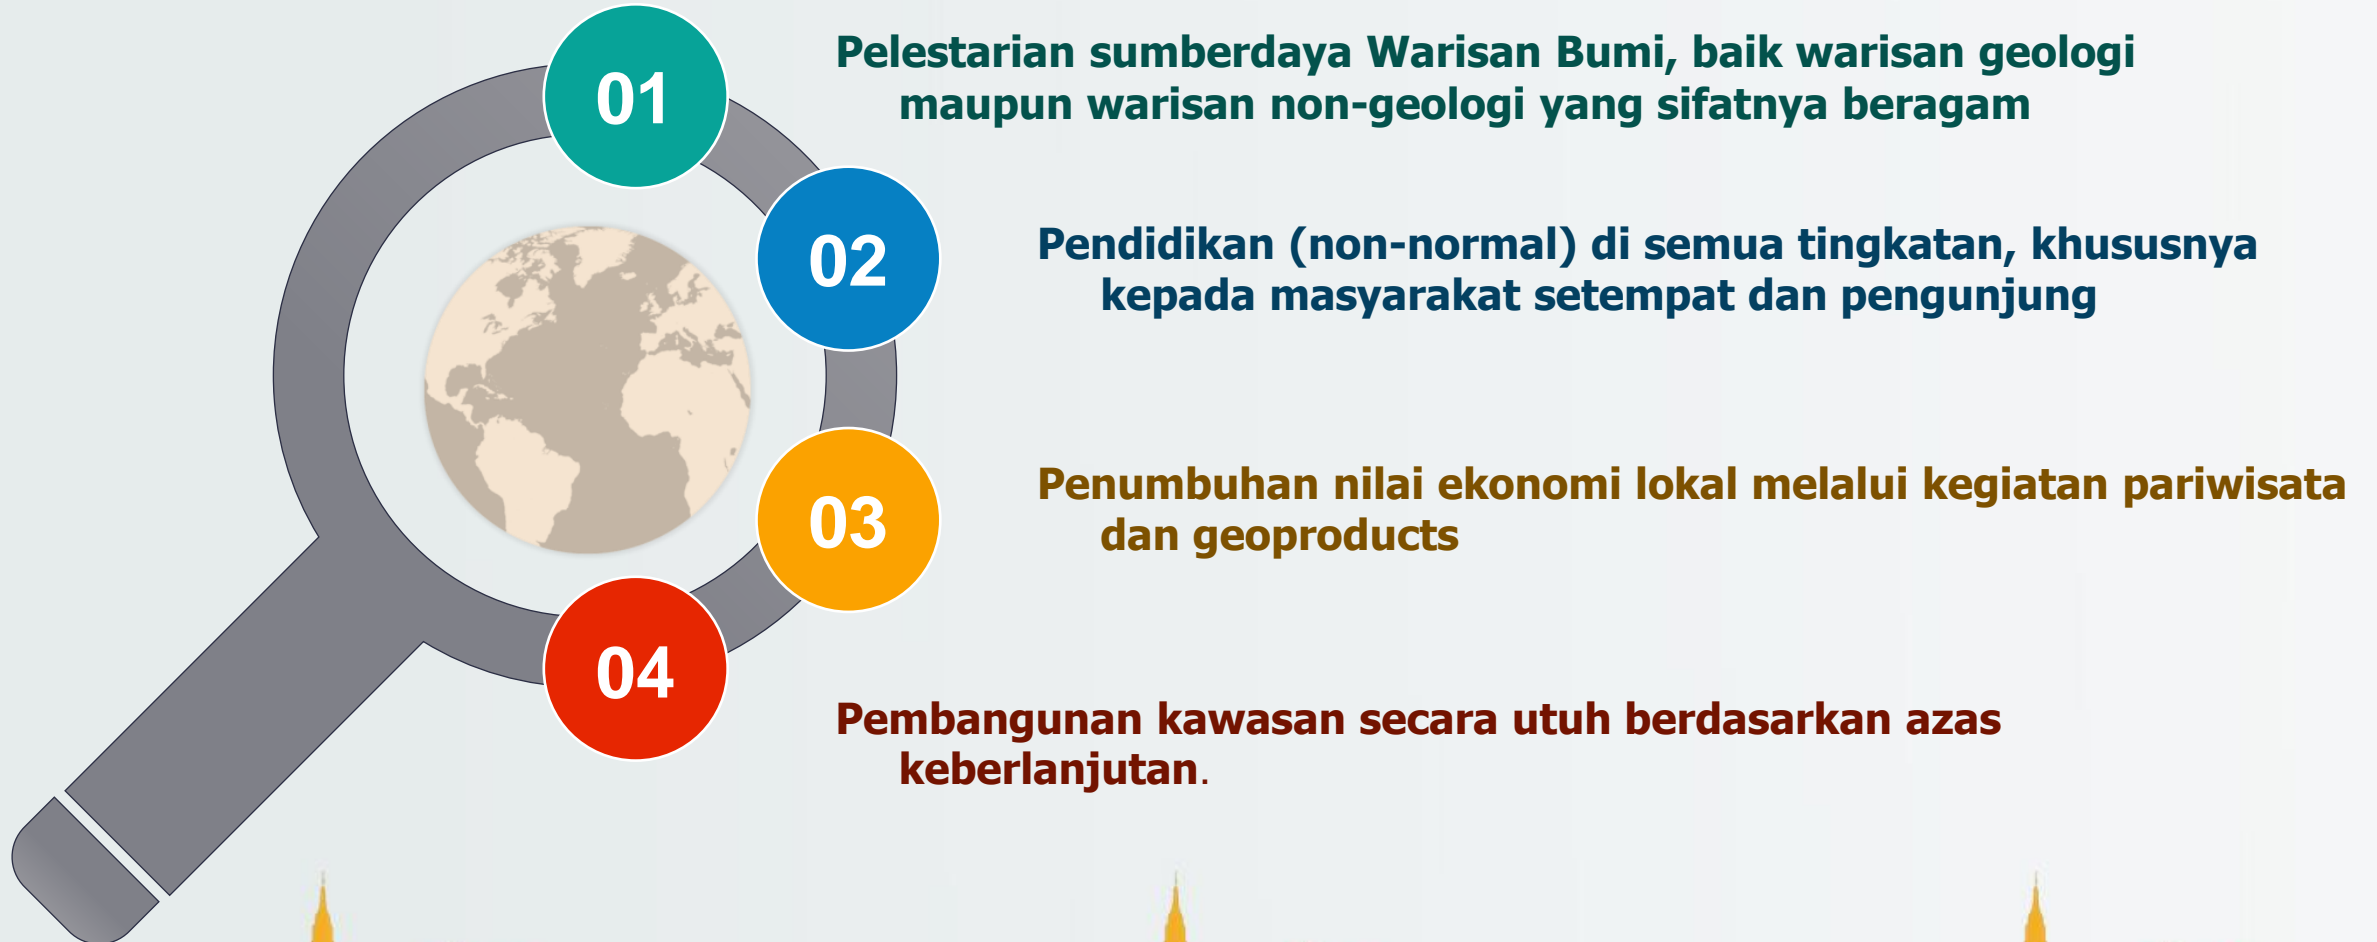 01
Pelestarian sumberdaya Warisan Bumi, baik warisan geologi
maupun warisan non-geologi yang sifatnya beragam
02
Pendidikan (non-normal) di semua tingkatan, khususnya
kepada masyarakat setempat dan pengunjung
03
Penumbuhan nilai ekonomi lokal melalui kegiatan pariwisata
dan geoproducts
04
Pembangunan kawasan secara utuh berdasarkan azas
keberlanjutan.